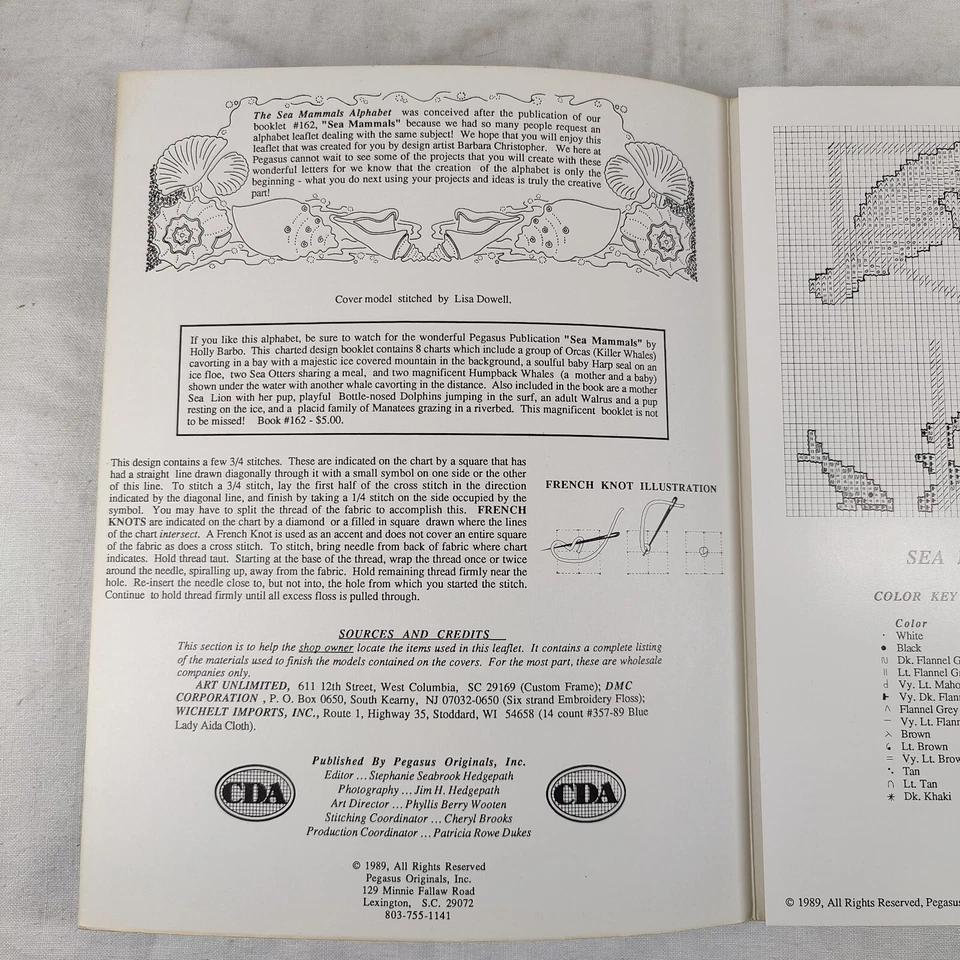 The Sea Mammals Alphabet was conceived after the publication of our
booklet #162, "Sea Mammals" because we had so many people request an
alphabet leaflet dealing with the same subject! We hope that you will enjoy this
leaflet that was created for you by design artist Barbara Christopher. We here at
Pegasus cannot wait to see some of the projects that you will create with these
wonderful letters for we know that the creation of the alphabet is only the
beginning - what you do next using your projects and ideas is truly the creative
part!
Cover model stitched by Lisa Dowell.
If you like this alphabet, be sure to watch for the wonderful Pegasus Publication "Sea Mammals" by
Holly Barbo. This charted design booklet contains 8 charts which include a group of Orcas (Killer Whales)
cavorting in a bay with a majestic ice covered mountain in the background, a soulful baby Harp seal on an
ice floe, two Sea Otters sharing a meal, and two magnificent Humpback Whales (a mother and a baby)
shown under the water with another whale cavorting in the distance. Also included in the book are a mother
Sea Lion with her pup, playful Bottle-nosed Dolphins jumping in the surf, an adult Walrus and a pup
resting on the ice, and a placid family of Manatees grazing in a riverbed. This magnificent booklet is not
to be missed! Book #162 - $5.00.
This design contains a few 3/4 stitches. These are indicated on the chart by a square that has
had a straight line drawn diagonally through it with a small symbol on one side or the other
of this line. To stitch a 3/4 stitch, lay the first half of the cross stitch in the direction
indicated by the diagonal line, and finish by taking a 1/4 stitch on the side occupied by the
symbol. You may have to split the thread of the fabric to accomplish this. FRENCH
KNOTS are indicated on the chart by a diamond or a filled in square drawn where the lines
of the chart intersect. A French Knot is used as an accent and does not cover an entire square
of the fabric as does a cross stitch. To stitch, bring needle from back of fabric where chart
indicates. Hold thread taut. Starting at the base of the thread, wrap the thread once or twice
around the needle, spiralling up, away from the fabric. Hold remaining thread firmly near the
hole. Re-insert the needle close to, but not into, the hole from which you started the stitch.
Continue to hold thread firmly until all excess floss is pulled through.
FRENCH KNOT ILLUSTRATION
SOURCES AND CREDITS
This section is to help the shop owner locate the items used in this leaflet. It contains a complete listing
of the materials used to finish the models contained on the covers. For the most part, these are wholesale
companies only.
ART UNLIMITED, 611 12th Street, West Columbia, SC 29169 (Custom Frame); DMC
CORPORATION , P. O. Box 0650, South Kearny, NJ 07032-0650 (Six strand Embroidery Floss);
WICHELT IMPORTS, INC., Route 1, Highway 35, Stoddard, WI 54658 (14 count #357-89 Blue
Lady Aida Cloth).
Published By Pegasus Originals, Inc.
Editor ... Stephanie Seabrook Hedgepath
Photography ... Jim H. Hedgepath
Art Director ... Phyllis Berry Wooten
Stitching Coordinator ... Cheryl Brooks
Production Coordinator ... Patricia Rowe Dukes
CDA
CDA
© 1989, All Rights Reserved
Pegasus Originals, Inc.
129 Minnie Fallaw Road
Lexington, S.C. 29072
803-755-1141
SEA
COLOR KEY
Color
White
Black
Dk. Flannel G
Lt. Flannel Gr
Vy. Lt. Maho
Vy. Dk. Flan
Flannel Grey
Vy. Lt. Flann
Brown
Lt. Brown
Vy. Lt. Brow
Tan
Lt. Tan
Dk. Khaki
© 1989, All Rights Reserved, Pegasu